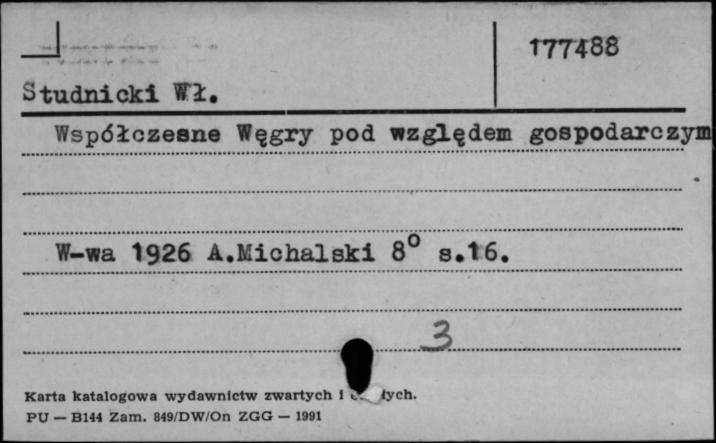 177488
Studnicki Wł.
Współczesne Węgry pod względem gospodarczym
W-wa 1926 A.Michalski 8° s.16.
3
Karta katalogowa wydawnictw zwartych i
PU — B144 Zam. 849/DW/On ZGG — 1991